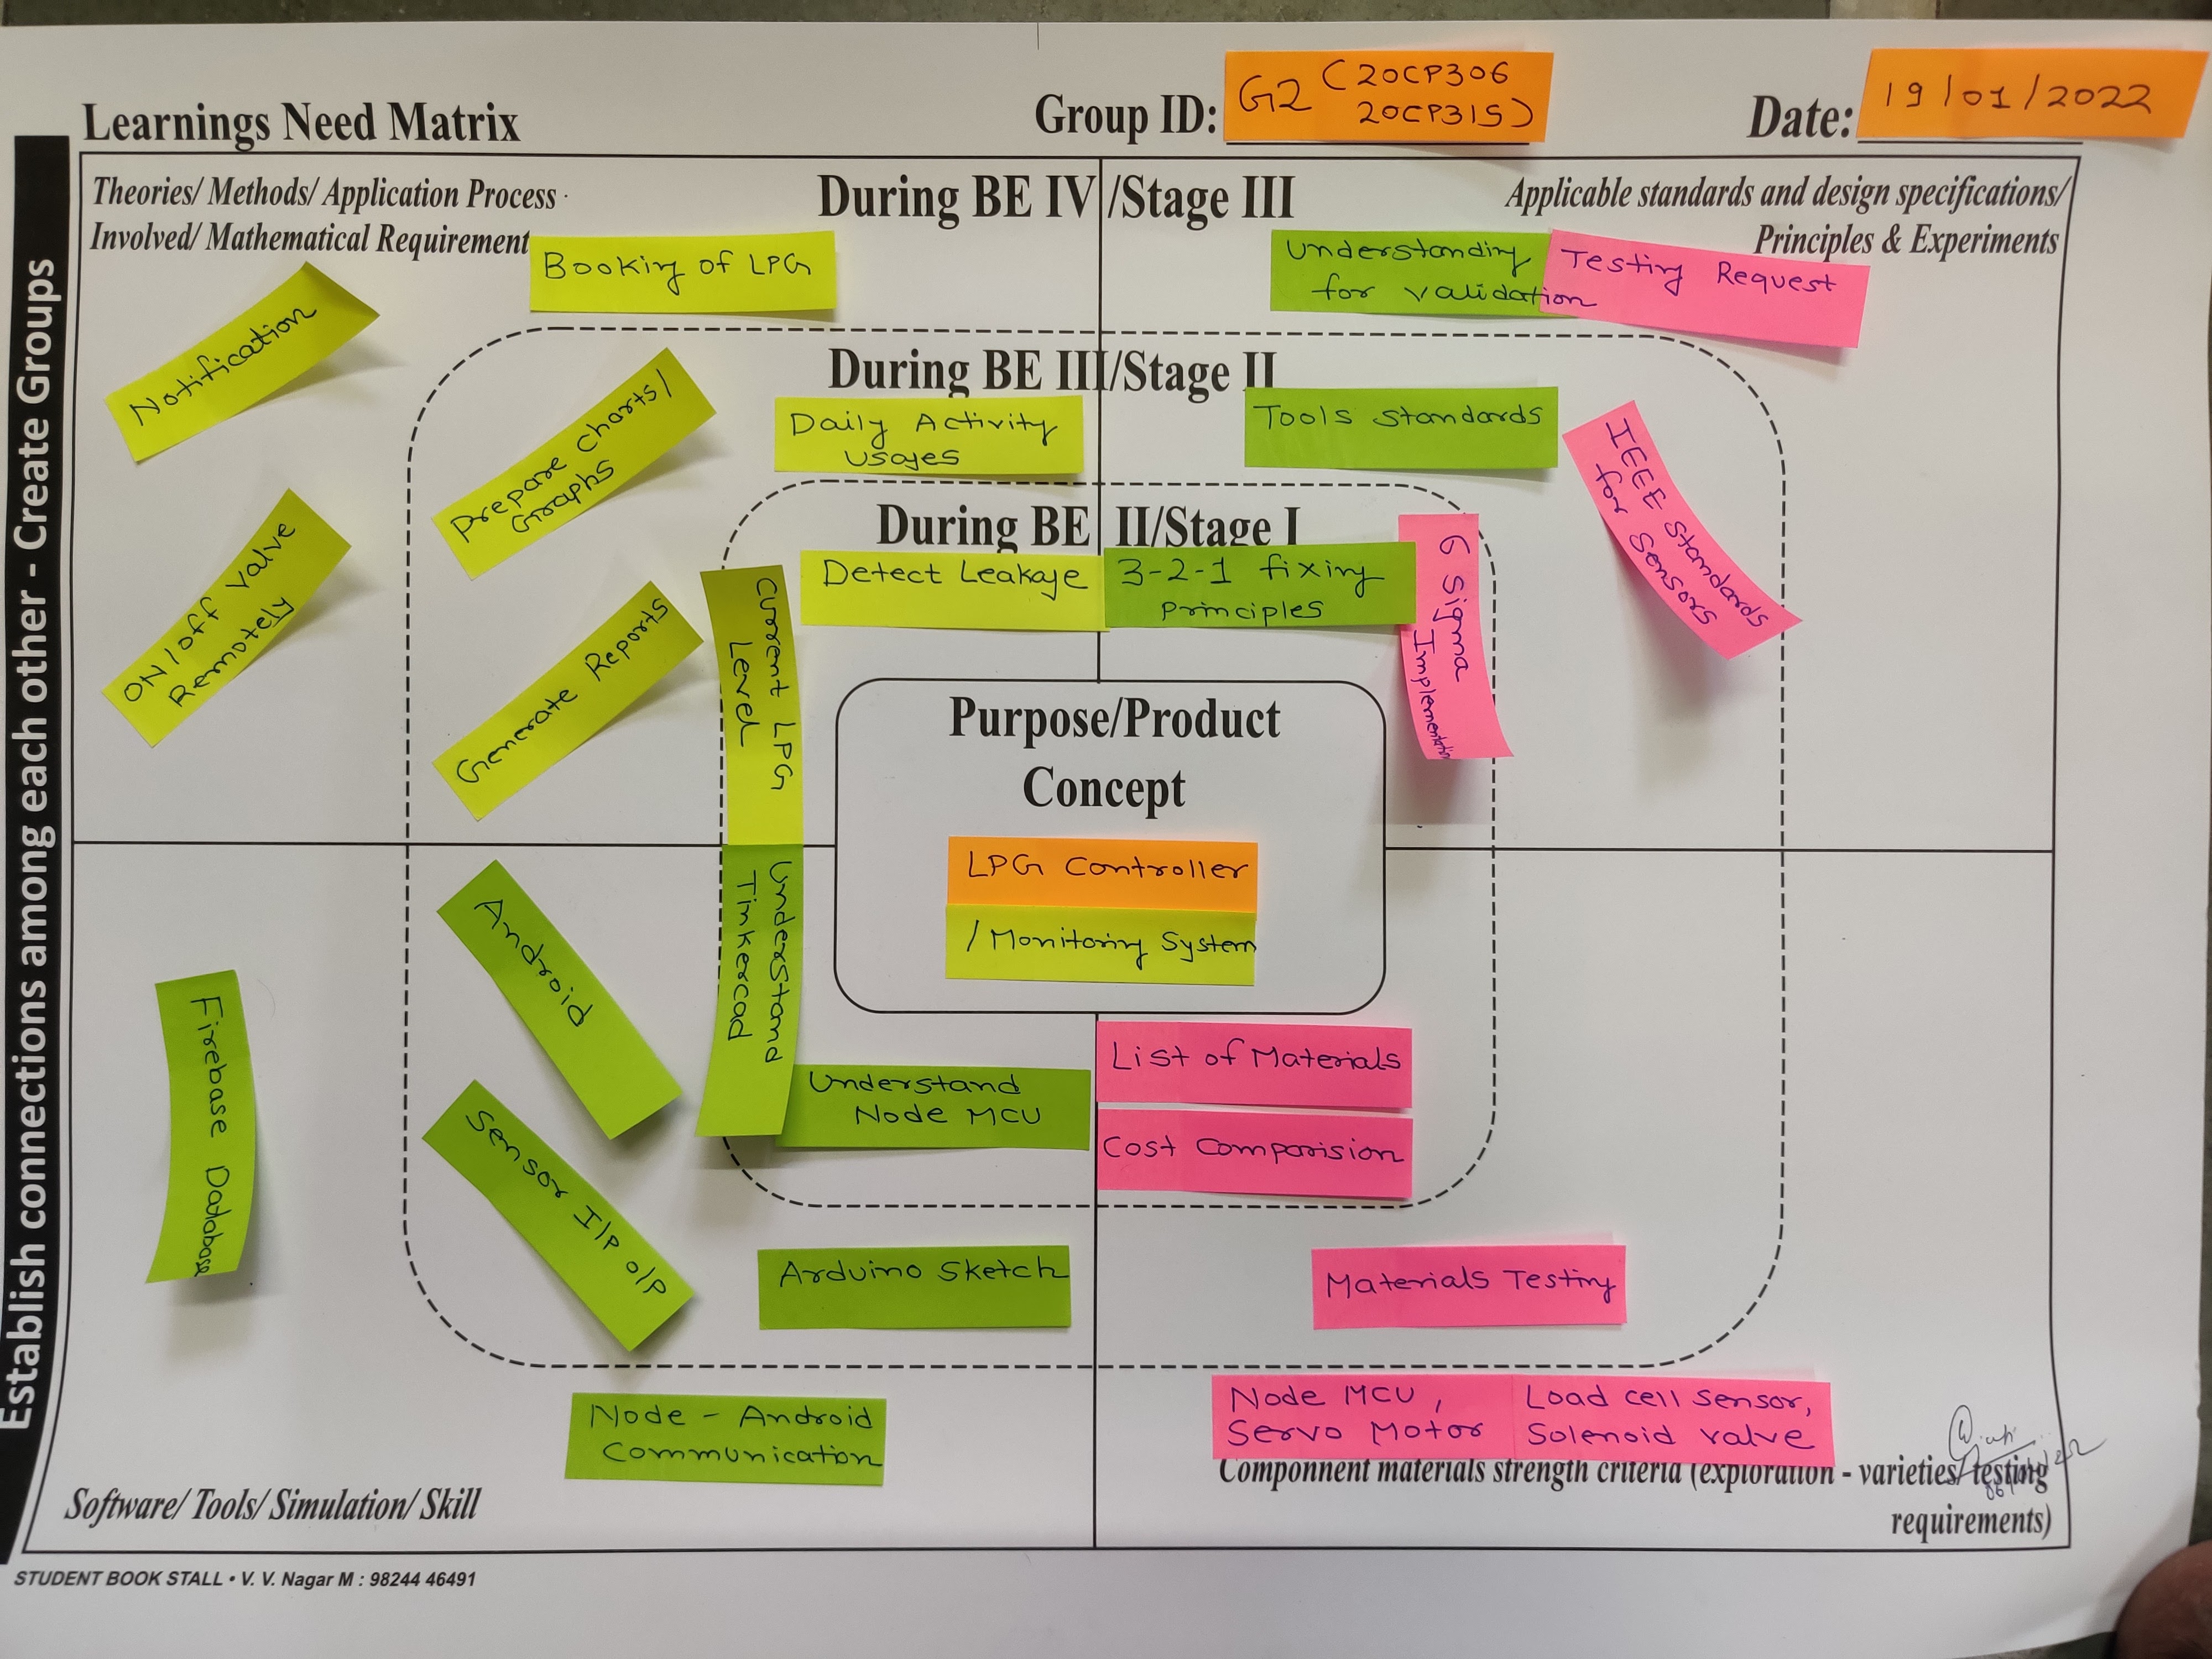 Learnings Need Matrix
Group ID:
G2 (20CP306
20CP315)
Date:
19/01/2022
Establish connections among each other - Create Groups
Theories/ Methods/ Application Process
Involved/ Mathematical Requirement
During BE IV /Stage III
Applicable standards and design specifications/
Principles & Experiments
Booking of LPG
Understanding
for validation
Testing Request
Notification
During BE III/Stage II
Prepare Charts/
Graphs
Daily Activity
Usages
Tools Standards
IEEE Standards
for Sensors
ON/off valve
Remotely
During BE II/Stage I
Detect Leakage
3-2-1 fixing
principles
6 Sigma
Implementation
Current LPG
Level
Generate Reports
Purpose/Product
Concept
LPG Controller
/Monitoring System
Android
Understand
Tinkercad
Firebase Database
Understand
Node MCU
List of Materials
Cost Comparision
Sensor I/P O/P
Arduino Sketch
Materials Testing
Node - Android
Communication
Node MCU,
Servo Motor
Load cell sensor,
Solenoid valve
Software/ Tools/ Simulation/ Skill
Componnent materials strength criteria (exploration - varieties/ testing
requirements)
STUDENT BOOK STALL • V. V. Nagar M : 98244 46491